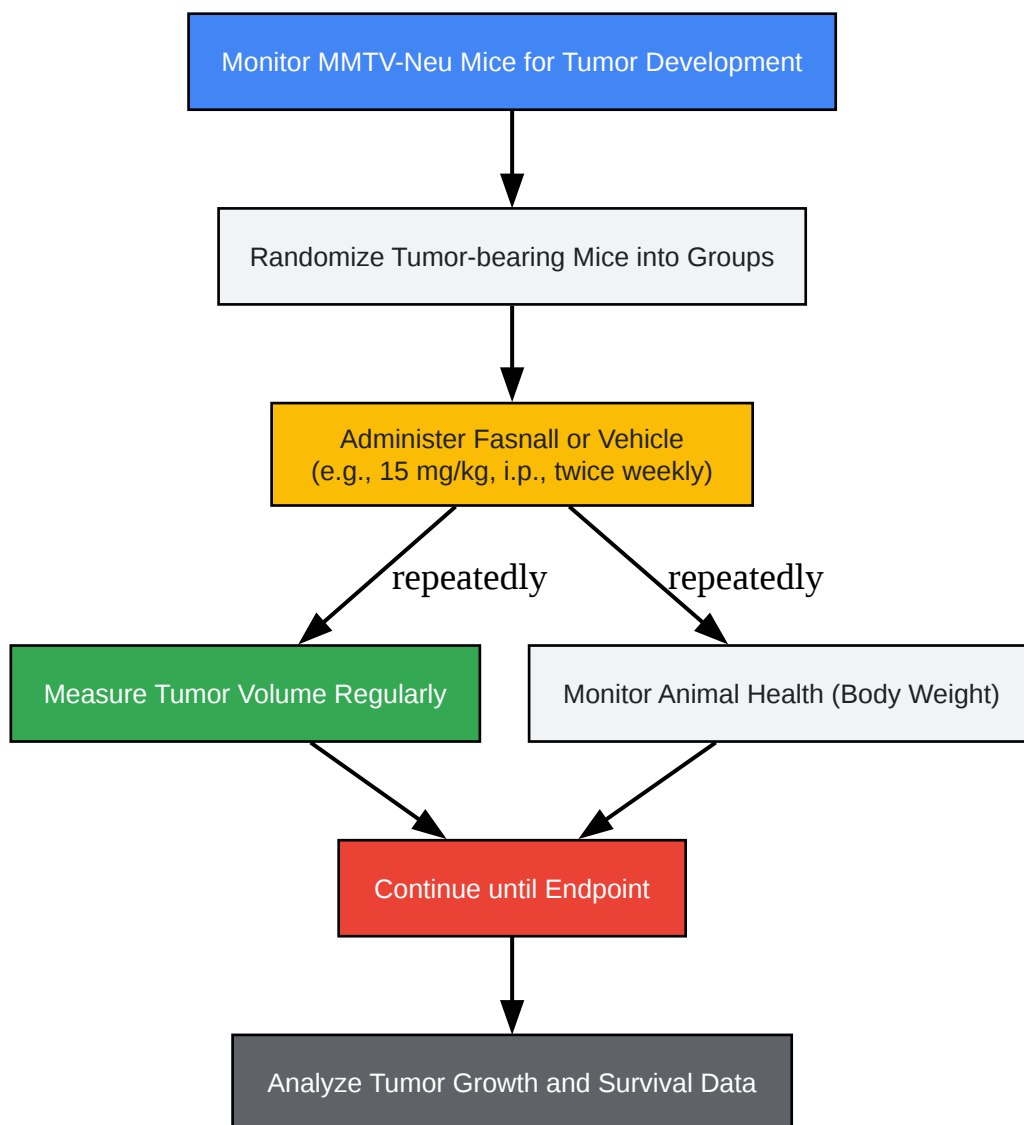 Monitor MMTV-Neu Mice for Tumor Development
Randomize Tumor-bearing Mice into Groups
Administer Fasnall or Vehicle
(e.g., 15 mg/kg, i.p., twice weekly)
repeatedly
repeatedly
Measure Tumor Volume Regularly
Monitor Animal Health (Body Weight)
Continue until Endpoint
Analyze Tumor Growth and Survival Data